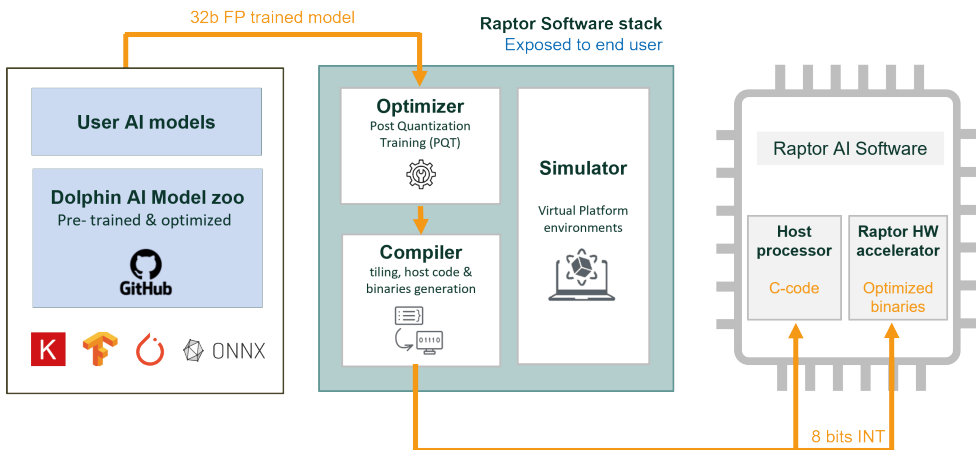 32b FP trained model
Raptor Software stack
Exposed to end user
User AI models
Dolphin AI Model zoo
Pre- trained & optimized
GitHub
K
ONNX
Optimizer
Post Quantization
Training (PQT)
Compiler
tiling, host code &
binaries generation
01110
Simulator
Virtual Platform
environments
Raptor AI Software
Host
processor
C-code
Raptor HW
accelerator
Optimized
binaries
8 bits INT